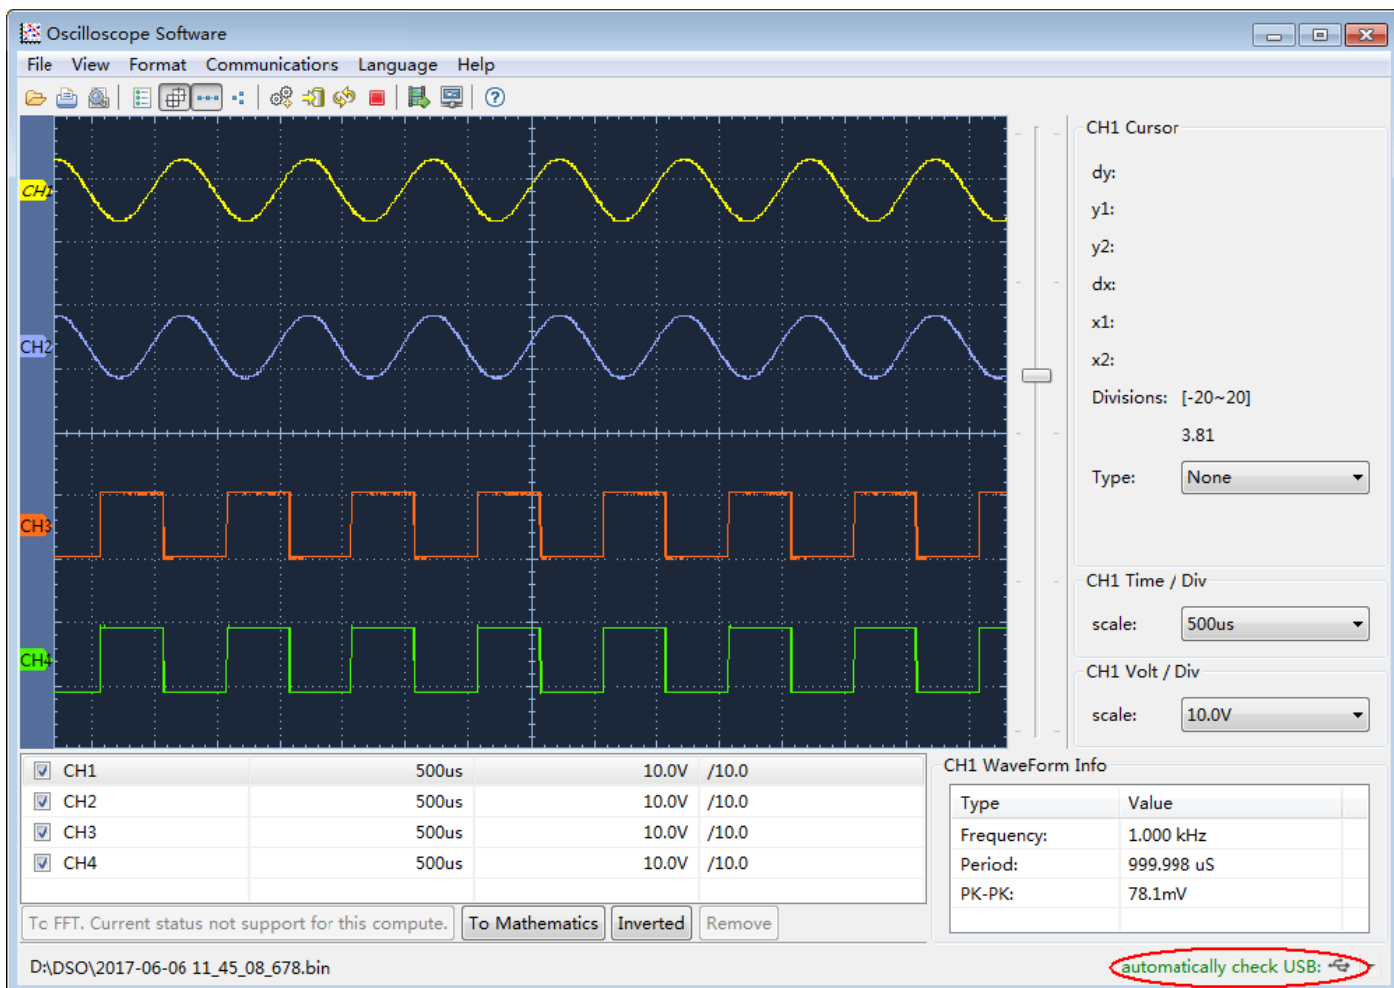 Oscilloscope Software
File View Format Communications Language Help
CH1 Cursor
dy:
CH1
y1:
y2:
dx:
x1:
CH2
x2:
Divisions: [-20~20]
3.81
Type: None
CH3
CH1 Time / Div
scale: 500us
CH4
CH1 Volt / Div
scale: 10.0V
CH1 500us 10.0V /10.0
CH2 500us 10.0V /10.0
CH3 500us 10.0V /10.0
CH4 500us 10.0V /10.0
CH1 WaveForm Info
Type Value
Frequency: 1.000 kHz
Period: 999.998 uS
PK-PK: 78.1mV
Tc FFT. Current status not support for this compute. To Mathematics Inverted Remove
D:\DSO\2017-06-06 11_45_08_678.bin
automatically check USB: